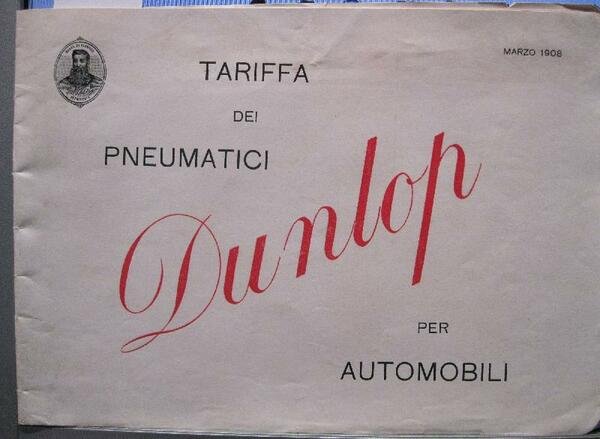 MARZO 1908
TARIFFA
DEI
PNEUMATICI
Dunlop
PER
AUTOMOBILI